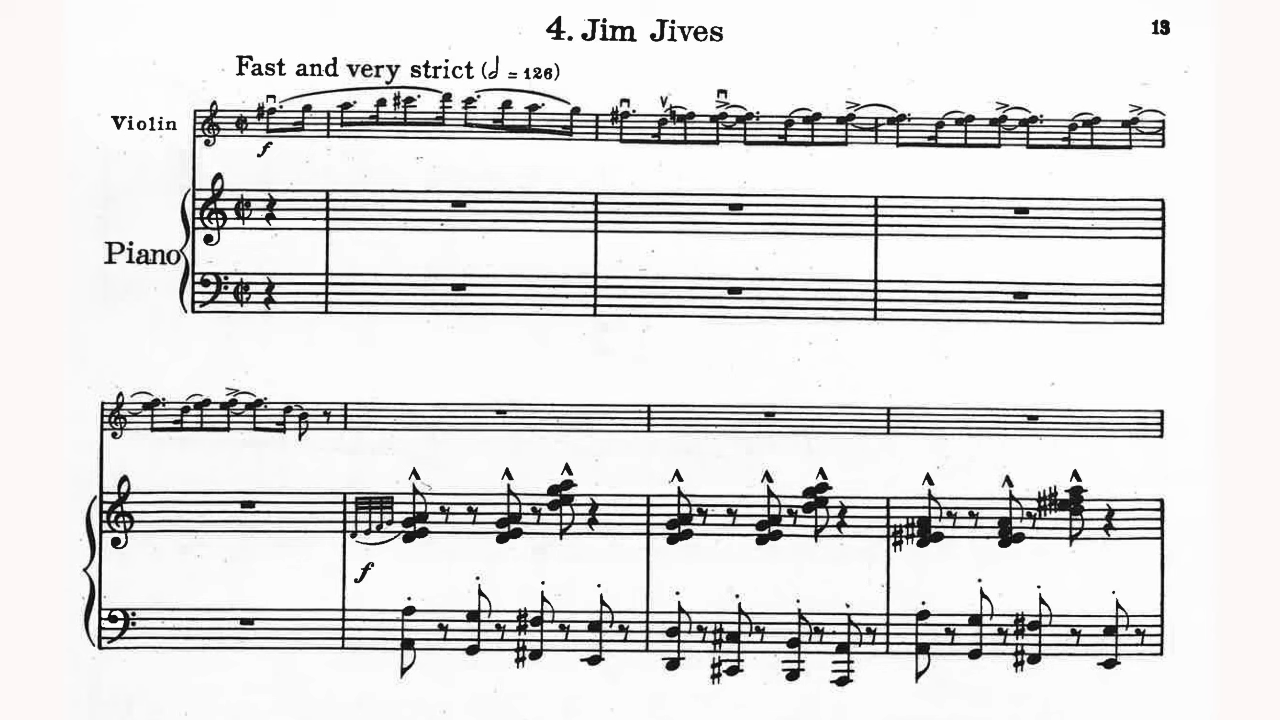 4. Jim Jives
13
Fast and very strict (𝅗𝅥 = 126)
Violin
f
Piano
f